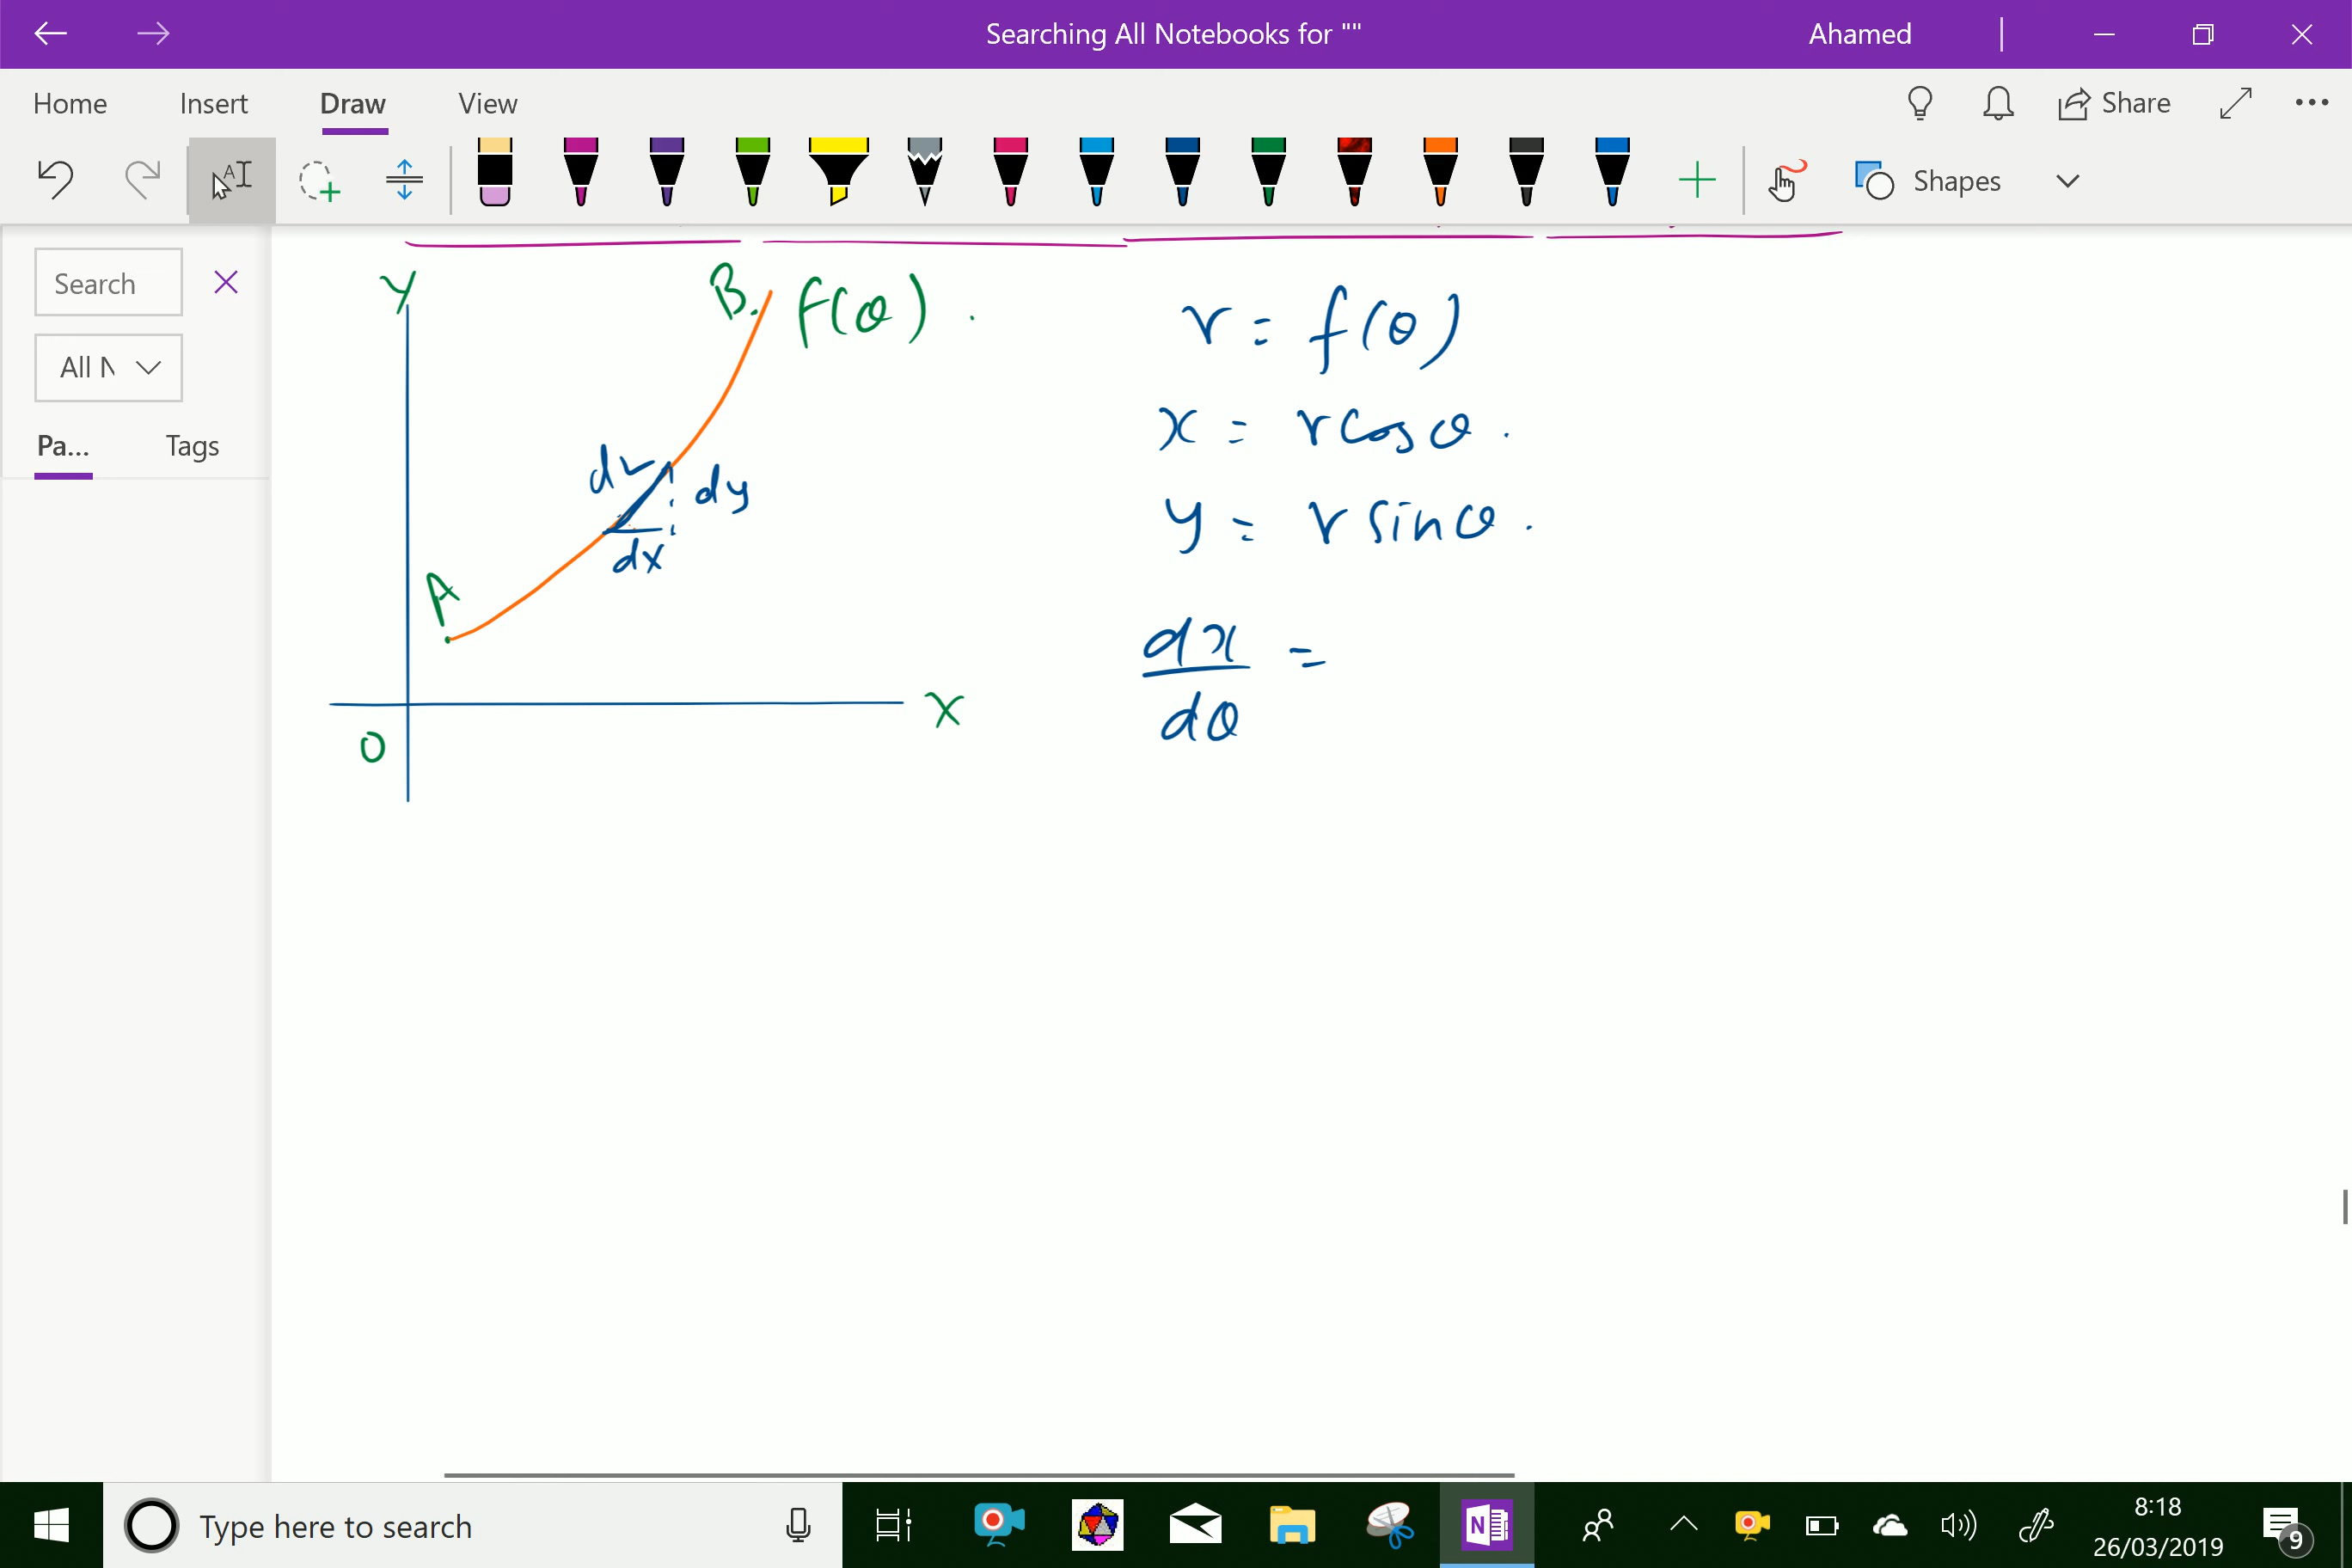 Searching All Notebooks for ""
Ahamed
Home Insert Draw View
Share
Shapes
Search
All N
Pa... Tags
Y
B. f(θ) .
r = f(θ)
x = r cos θ .
y = r sin θ .
dy
dx
A
dx =
dθ
X
O
Type here to search
8:18
26/03/2019
9